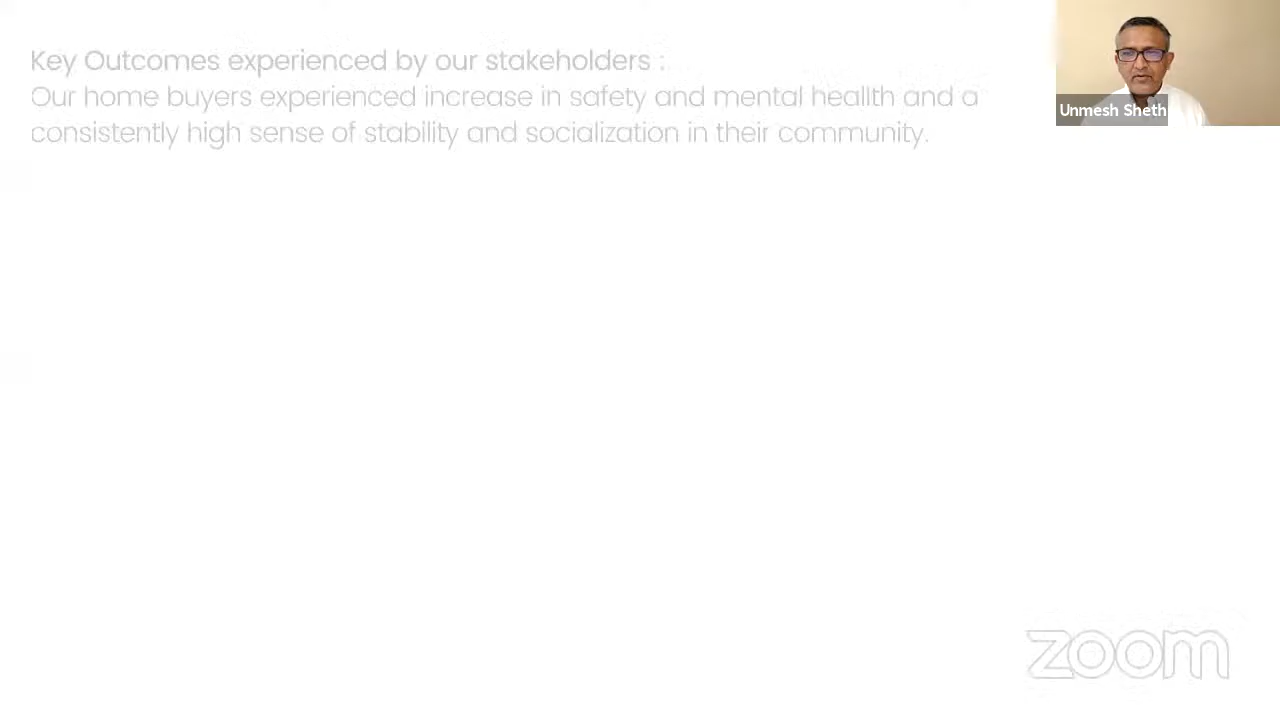 Key Outcomes experienced by our stakeholders :
Our home buyers experienced increase in safety and mental heallth and a
consistently high sense of stability and socialization in their community.
Unmesh Sheth
zoom